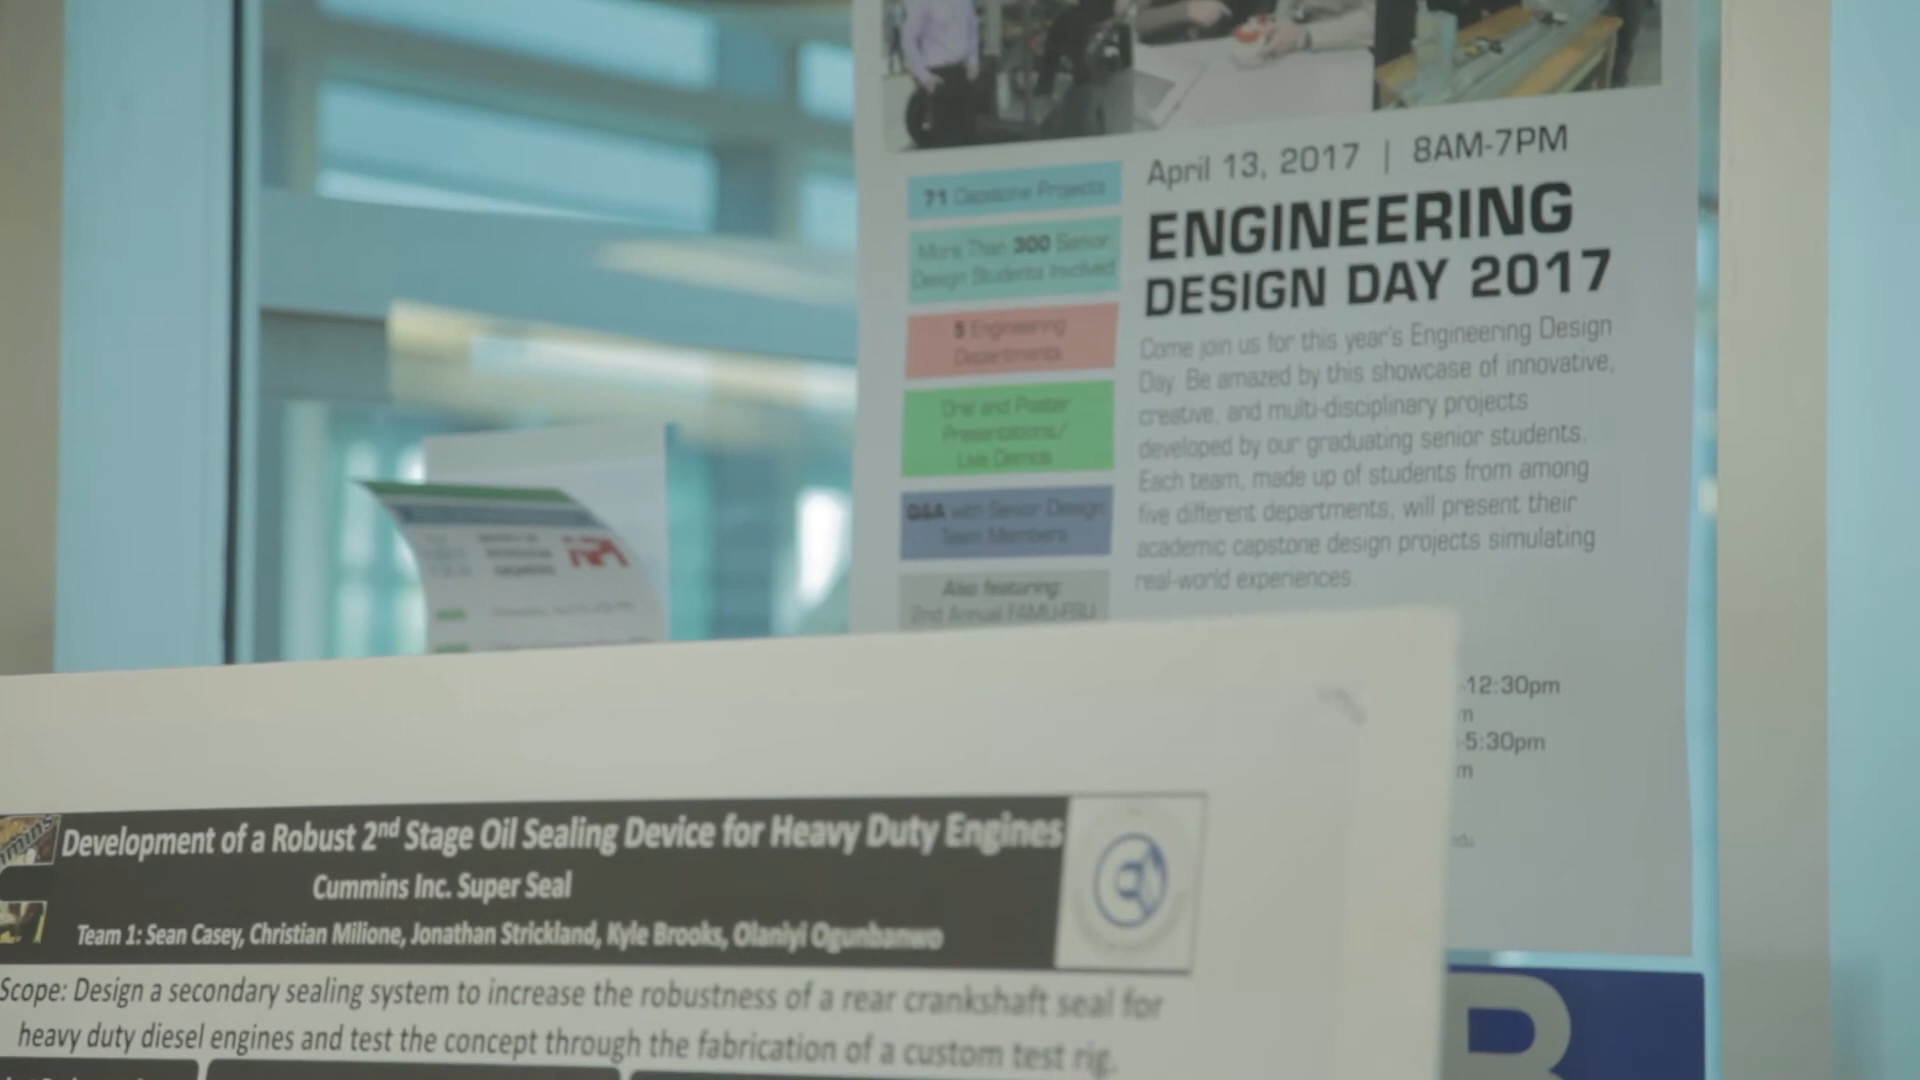 April 13, 2017 | 8AM-7PM
ENGINEERING
DESIGN DAY 2017
Come join us for this year's Engineering Design
Day. Be amazed by this showcase of innovative,
creative, and multi-disciplinary projects
developed by our graduating senior students.
Each team, made up of students from among
five different departments, will present their
academic capstone design projects simulating
real-world experiences.
71 Capstone Projects
More Than 300 Senior
Design Students Involved
5 Engineering
Departments
Oral and Poster
Presentations/
Live Demos
Q&A with Senior Design
Team Members
Also featuring:
2nd Annual FAMU-FSU
-12:30pm
m
-5:30pm
m
Development of a Robust 2nd Stage Oil Sealing Device for Heavy Duty Engines
Cummins Inc. Super Seal
Team 1: Sean Casey, Christian Milione, Jonathan Strickland, Kyle Brooks, Olaniyi Ogunbanwo
Scope: Design a secondary sealing system to increase the robustness of a rear crankshaft seal for
heavy duty diesel engines and test the concept through the fabrication of a custom test rig.
B